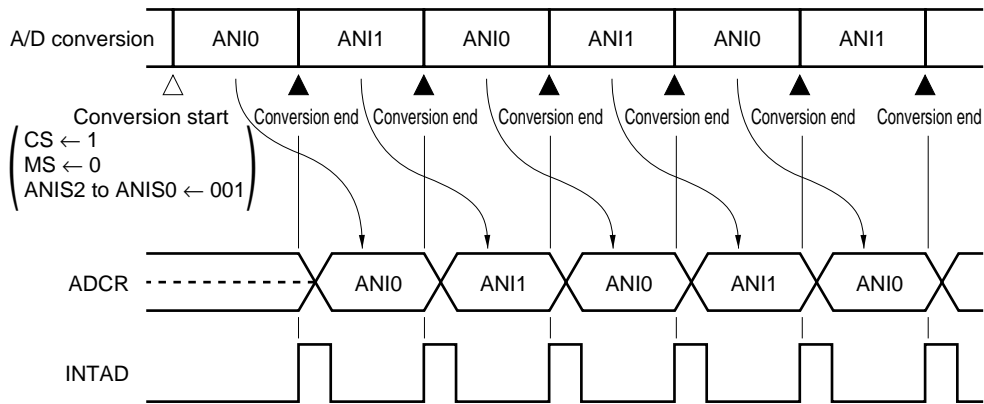 A/D conversion ANI0 ANI1 ANI0 ANI1 ANI0 ANI1
Conversion start Conversion end Conversion end Conversion end Conversion end Conversion end Conversion end
CS ← 1
MS ← 0
ANIS2 to ANIS0 ← 001
ADCR ANI0 ANI1 ANI0 ANI1 ANI0
INTAD